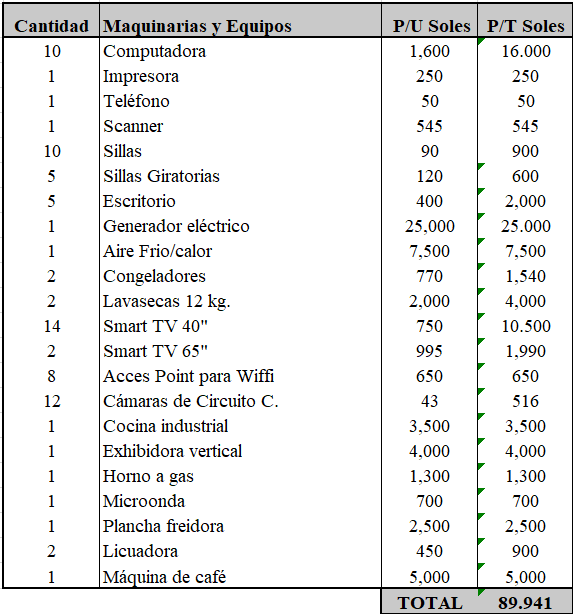 Cantidad Maquinarias y Equipos P/U Soles P/T Soles
10 Computadora 1,600 16.000
1 Impresora 250 250
1 Teléfono 50 50
1 Scanner 545 545
10 Sillas 90 900
5 Sillas Giratorias 120 600
5 Escritorio 400 2,000
1 Generador eléctrico 25,000 25.000
1 Aire Frio/calor 7,500 7,500
2 Congeladores 770 1,540
2 Lavasecas 12 kg. 2,000 4,000
14 Smart TV 40" 750 10.500
2 Smart TV 65" 995 1,990
8 Acces Point para Wiffi 650 650
12 Cámaras de Circuito C. 43 516
1 Cocina industrial 3,500 3,500
1 Exhibidora vertical 4,000 4,000
1 Horno a gas 1,300 1,300
1 Microonda 700 700
1 Plancha freidora 2,500 2,500
2 Licuadora 450 900
1 Máquina de café 5,000 5,000
TOTAL 89.941